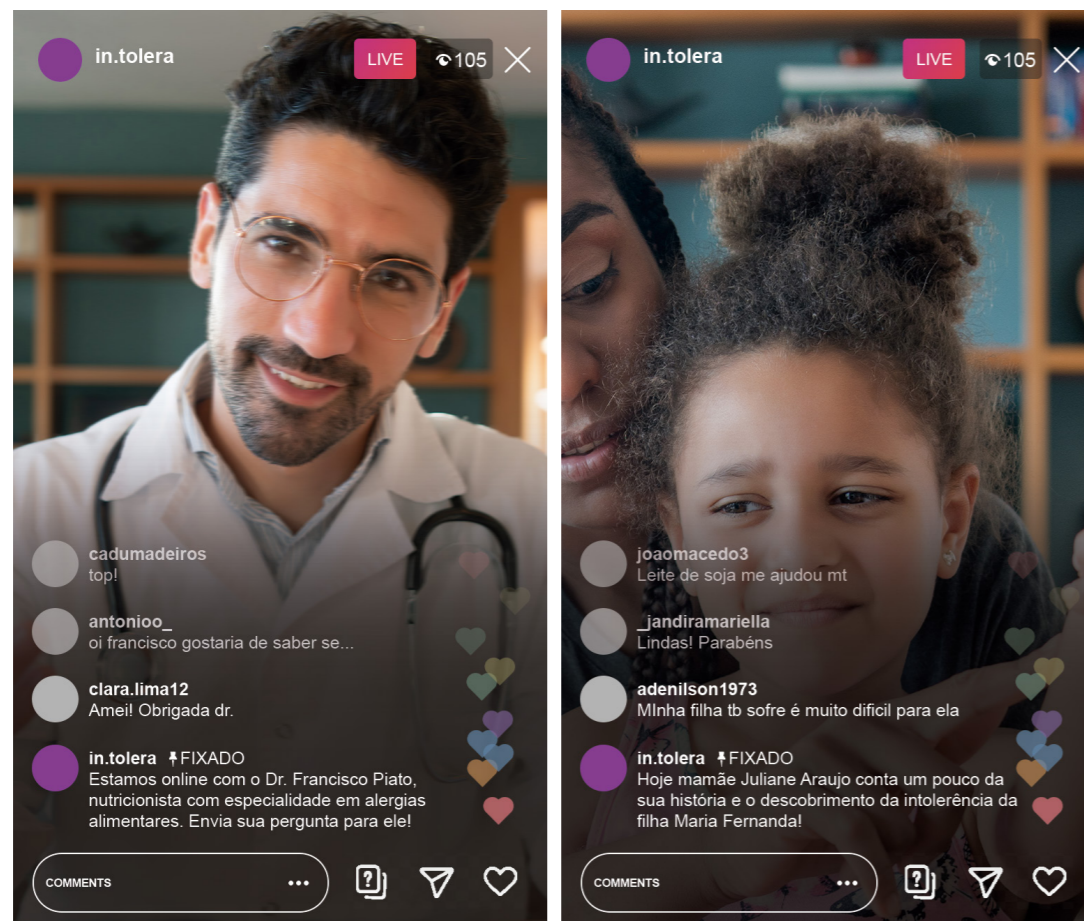 in.tolera
LIVE
105
cadumadeiros
top!
antonioo_
oi francisco gostaria de saber se...
clara.lima12
Amei! Obrigada dr.
in.tolera FIXADO
Estamos online com o Dr. Francisco Piato,
nutricionista com especialidade em alergias
alimentares. Envia sua pergunta para ele!
COMMENTS
?
in.tolera
LIVE
105
joaomacedo3
Leite de soja me ajudou mt
_jandiramariella
Lindas! Parabéns
adenilson1973
MInha filha tb sofre é muito dificil para ela
in.tolera FIXADO
Hoje mamãe Juliane Araujo conta um pouco da
sua história e o descobrimento da intolerência da
filha Maria Fernanda!
COMMENTS
?